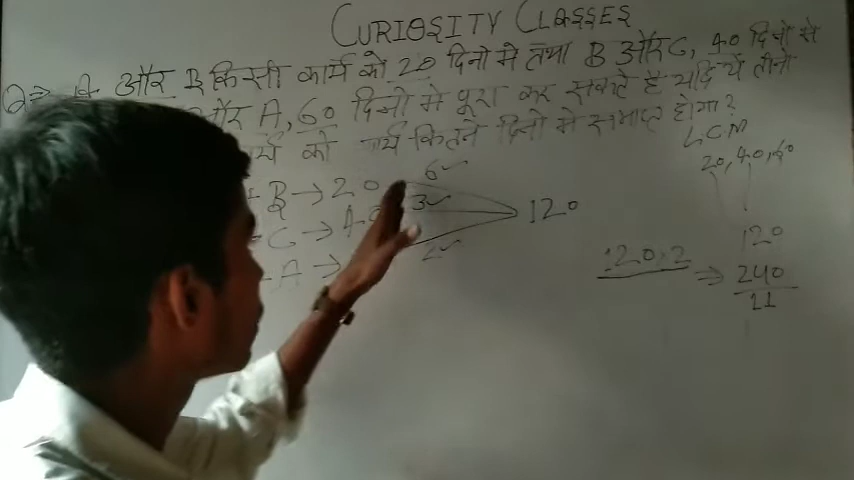 CURIOSITY CLASSES
Q⇒ A और B किसी कार्य को 20 दिनो मे तथा B और C, 40 दिनो मे
और A, 60 दिनो मे पूरा कर सकते है यदि ये तीनो
कार्य को कितने दिनो मे समाप्त होगा?
L.C.M
20,40,60
B → 20
C → 40
A →
6
3
2
120
120
120×2 ⇒ 240
11